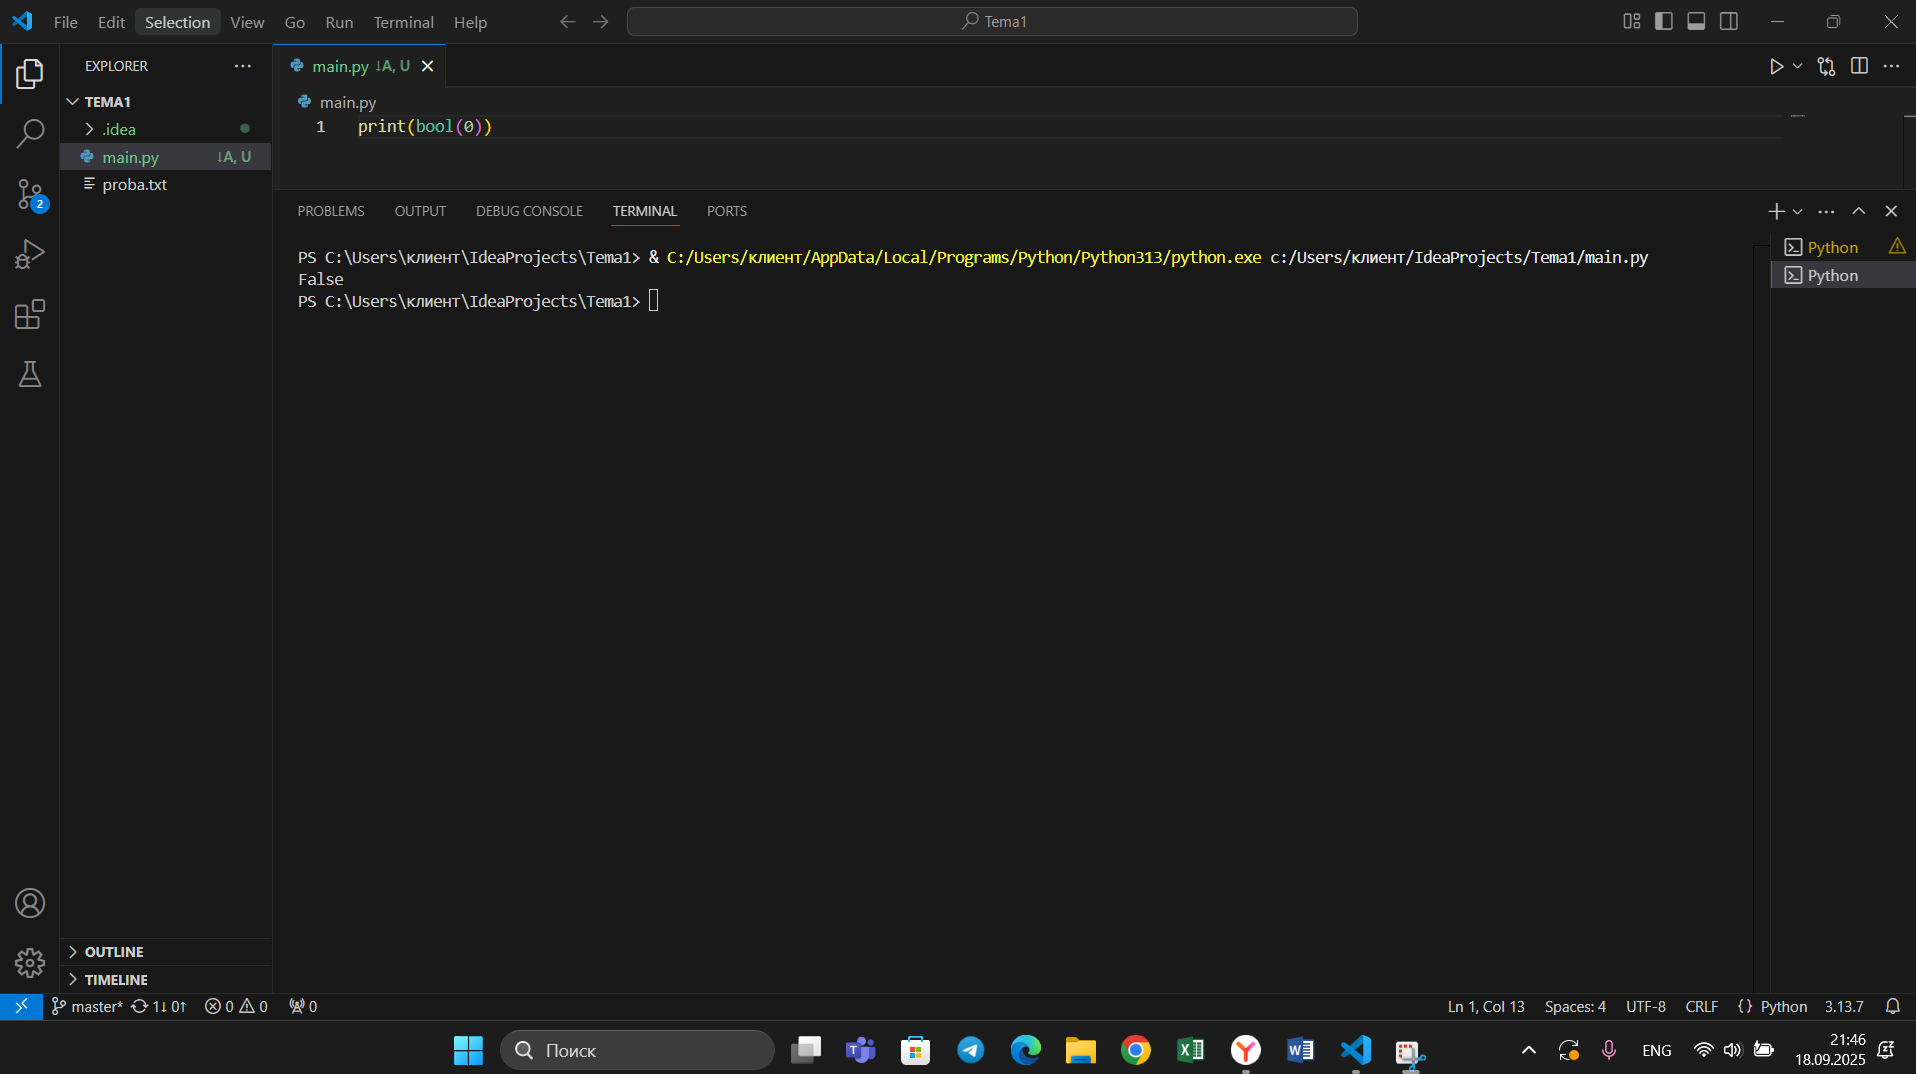 File Edit Selection View Go Run Terminal Help
Tema1
EXPLORER
TEMA1
.idea
main.py ↓A, U
proba.txt
OUTLINE
TIMELINE
main.py ↓A, U
main.py
1 print(bool(0))
PROBLEMS OUTPUT DEBUG CONSOLE TERMINAL PORTS
PS C:\Users\клиент\IdeaProjects\Tema1> & C:/Users/клиент/AppData/Local/Programs/Python/Python313/python.exe c:/Users/клиент/IdeaProjects/Tema1/main.py
False
PS C:\Users\клиент\IdeaProjects\Tema1>
Python
Python
2
master* 1↓ 0↑ 0 0 0
Ln 1, Col 13 Spaces: 4 UTF-8 CRLF {} Python 3.13.7
Поиск
ENG
21:46
18.09.2025